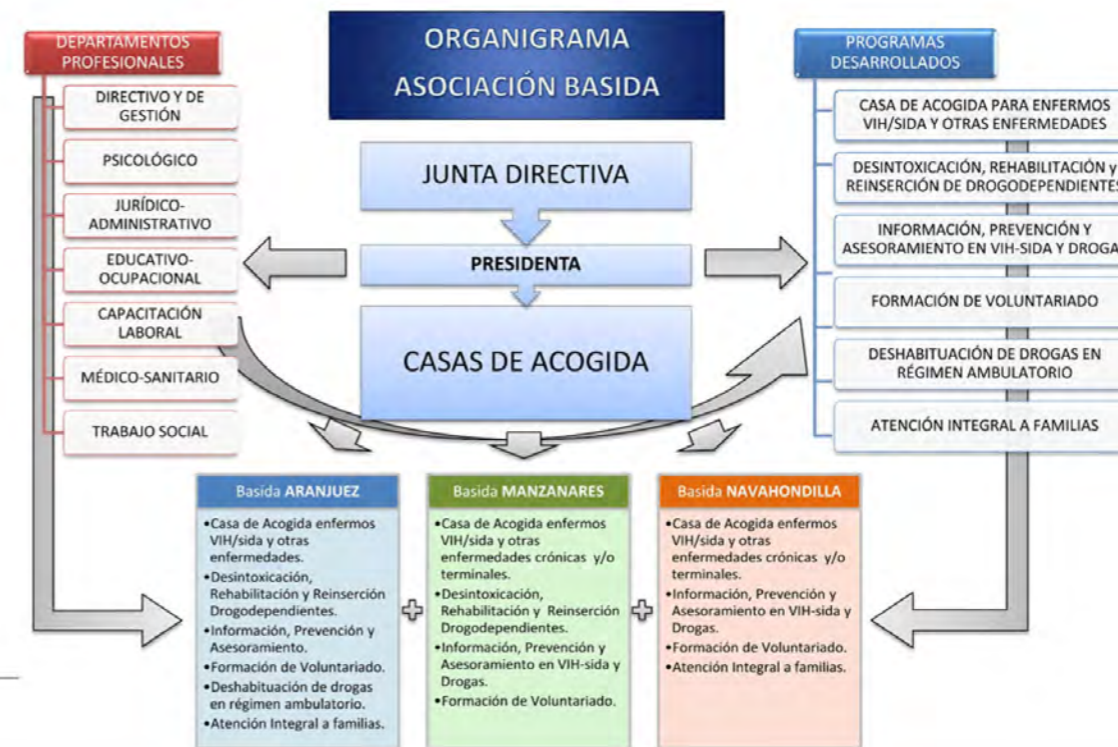 DEPARTAMENTOS
PROFESIONALES
DIRECTIVO Y DE
GESTIÓN
PSICOLÓGICO
JURÍDICO-
ADMINISTRATIVO
EDUCATIVO-
OCUPACIONAL
CAPACITACIÓN
LABORAL
MÉDICO-SANITARIO
TRABAJO SOCIAL
ORGANIGRAMA
ASOCIACIÓN BASIDA
JUNTA DIRECTIVA
PRESIDENTA
CASAS DE ACOGIDA
PROGRAMAS
DESARROLLADOS
CASA DE ACOGIDA PARA ENFERMOS
VIH/SIDA Y OTRAS ENFERMEDADES
DESINTOXICACIÓN, REHABILITACIÓN y
REINSERCIÓN DE DROGODEPENDIENTES
INFORMACIÓN, PREVENCIÓN Y
ASESORAMIENTO EN VIH-SIDA Y DROGA
FORMACIÓN DE VOLUNTARIADO
DESHABITUACIÓN DE DROGAS EN
RÉGIMEN AMBULATORIO
ATENCIÓN INTEGRAL A FAMILIAS
Basida ARANJUEZ
•Casa de Acogida enfermos
VIH/sida y otras
enfermedades.
•Desintoxicación,
Rehabilitación y Reinserción
Drogodependientes.
•Información, Prevención y
Asesoramiento.
•Formación de Voluntariado.
•Deshabituación de drogas
en régimen ambulatorio.
•Atención Integral a familias.
Basida MANZANARES
•Casa de Acogida enfermos
VIH/sida y otras
enfermedades crónicas y/o
terminales.
•Desintoxicación,
Rehabilitación y Reinserción
Drogodependientes.
•Información, Prevención y
Asesoramiento en VIH-sida y
Drogas.
•Formación de Voluntariado.
Basida NAVAHONDILLA
•Casa de Acogida enfermos
VIH/sida y otras
enfermedades crónicas y/o
terminales.
•Información, Prevención y
Asesoramiento en VIH-sida y
Drogas.
•Formación de Voluntariado.
•Atención Integral a familias.